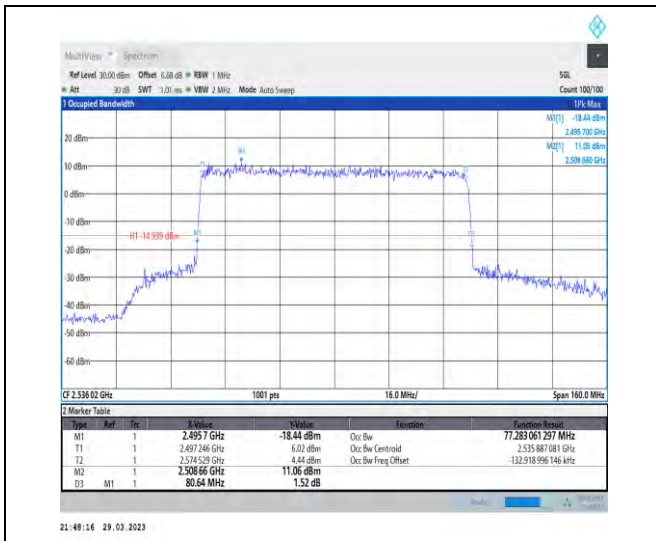 MultiView Spectrum
Ref Level 30.00 dBm Offset 6.68 dB RBW 1 MHz SGL
Att 30 dB SWT 1.01 ms VBW 2 MHz Mode Auto Sweep Count 100/100
1 Occupied Bandwidth 1Pk Max
M1[1] -18.44 dBm
2.495 700 GHz
M2[1] 11.06 dBm
2.508 660 GHz
20 dBm
M2
10 dBm
T1
0 dBm
-10 dBm
H1 -14.939 dBm
M1
D3
-20 dBm
-30 dBm
-40 dBm
-50 dBm
-60 dBm
CF 2.536 02 GHz 1001 pts 16.0 MHz/ Span 160.0 MHz
2 Marker Table
Type Ref Trc X-Value Y-Value Function Function Result
M1 1 2.495 7 GHz -18.44 dBm Occ Bw 77.283 061 297 MHz
T1 1 2.497 246 GHz 6.02 dBm Occ Bw Centroid 2.535 887 081 GHz
T2 1 2.574 529 GHz 4.44 dBm Occ Bw Freq Offset -132.918 996 146 kHz
M2 1 2.508 66 GHz 11.06 dBm
D3 M1 1 80.64 MHz 1.52 dB
21:48:16 29.03.2023